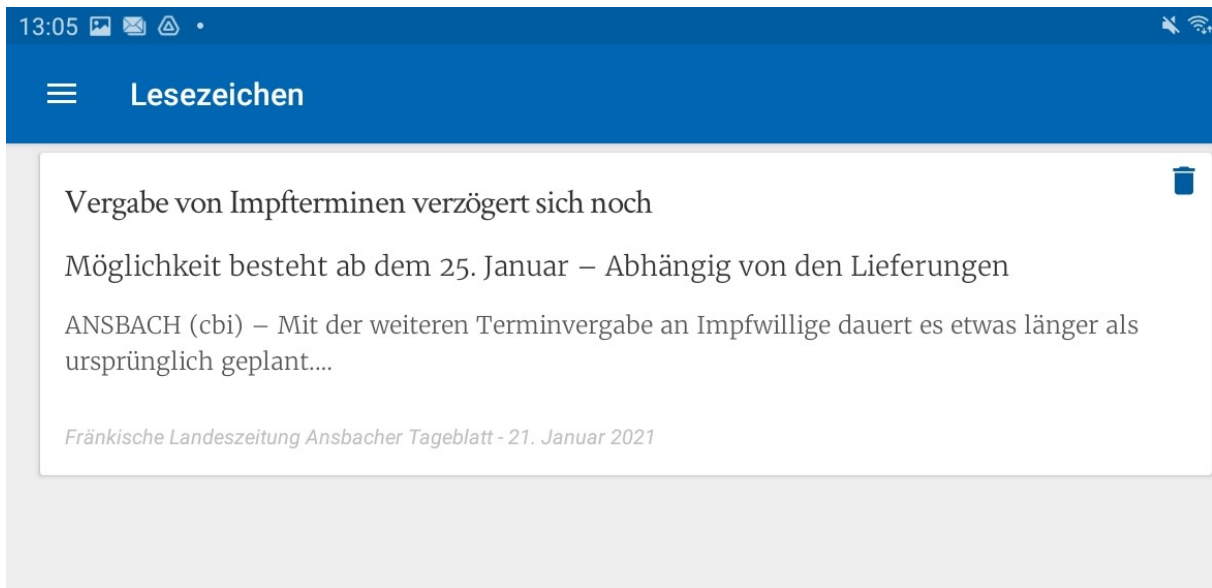 13:05
Lesezeichen
Vergabe von Impfterminen verzögert sich noch
Möglichkeit besteht ab dem 25. Januar – Abhängig von den Lieferungen
ANSBACH (cbi) – Mit der weiteren Terminvergabe an Impfwillige dauert es etwas länger als
ursprünglich geplant....
Fränkische Landeszeitung Ansbacher Tageblatt - 21. Januar 2021